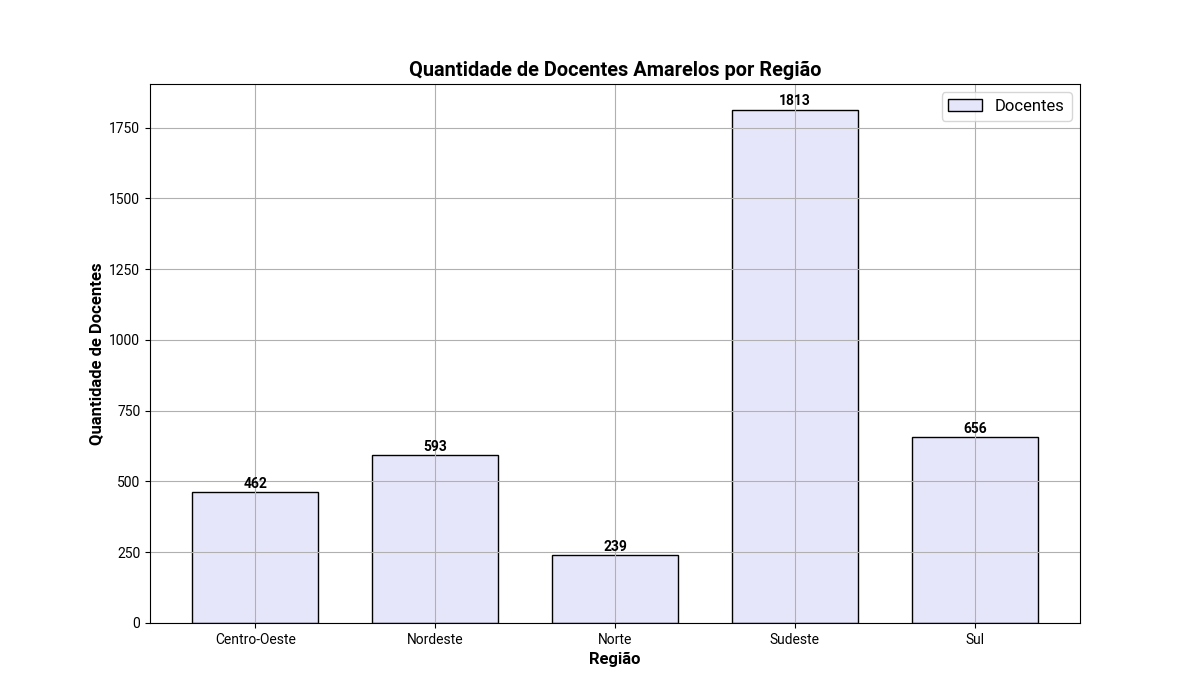 Quantidade de Docentes Amarelos por Região
Docentes
Quantidade de Docentes
1750
1500
1250
1000
750
500
250
0
1813
656
593
462
239
Centro-Oeste
Nordeste
Norte
Sudeste
Sul
Região